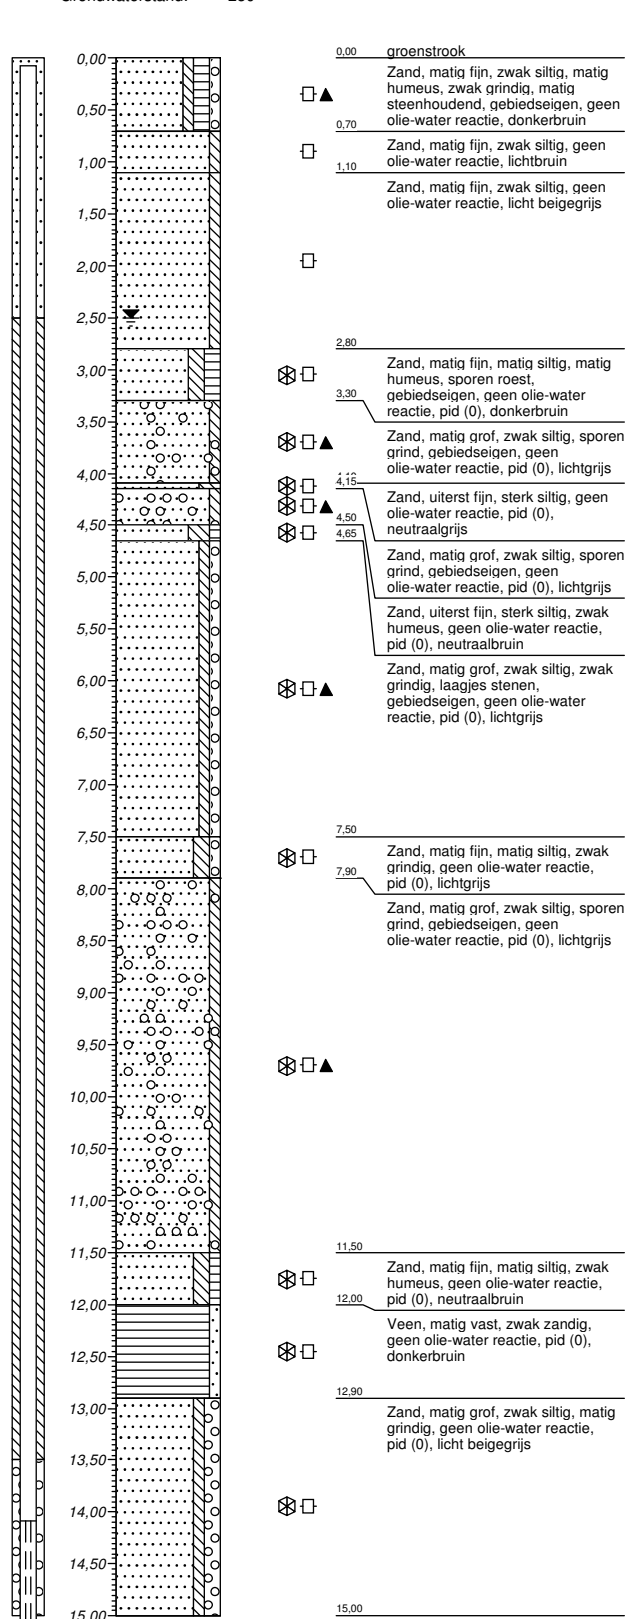 Grondwaterstand: 250
0,00
0,50
1,00
1,50
2,00
2,50
3,00
3,50
4,00
4,50
5,00
5,50
6,00
6,50
7,00
7,50
8,00
8,50
9,00
9,50
10,00
10,50
11,00
11,50
12,00
12,50
13,00
13,50
14,00
14,50
15,00
0,00 groenstrook
Zand, matig fijn, zwak siltig, matig
humeus, zwak grindig, matig
steenhoudend, gebiedseigen, geen
olie-water reactie, donkerbruin
0,70
Zand, matig fijn, zwak siltig, geen
olie-water reactie, lichtbruin
1,10
Zand, matig fijn, zwak siltig, geen
olie-water reactie, licht beigegrijs
2,80
Zand, matig fijn, matig siltig, matig
humeus, sporen roest,
gebiedseigen, geen olie-water
reactie, pid (0), donkerbruin
3,30
Zand, matig grof, zwak siltig, sporen
grind, gebiedseigen, geen
olie-water reactie, pid (0), lichtgrijs
4,15
Zand, uiterst fijn, sterk siltig, geen
olie-water reactie, pid (0),
neutraalgrijs
4,50
4,65
Zand, matig grof, zwak siltig, sporen
grind, gebiedseigen, geen
olie-water reactie, pid (0), lichtgrijs
Zand, uiterst fijn, sterk siltig, zwak
humeus, geen olie-water reactie,
pid (0), neutraalbruin
Zand, matig grof, zwak siltig, zwak
grindig, laagjes stenen,
gebiedseigen, geen olie-water
reactie, pid (0), lichtgrijs
7,50
Zand, matig fijn, matig siltig, zwak
grindig, geen olie-water reactie,
pid (0), lichtgrijs
7,90
Zand, matig grof, zwak siltig, sporen
grind, gebiedseigen, geen
olie-water reactie, pid (0), lichtgrijs
11,50
Zand, matig fijn, matig siltig, zwak
humeus, geen olie-water reactie,
pid (0), neutraalbruin
12,00
Veen, matig vast, zwak zandig,
geen olie-water reactie, pid (0),
donkerbruin
12,90
Zand, matig grof, zwak siltig, matig
grindig, geen olie-water reactie,
pid (0), licht beigegrijs
15,00